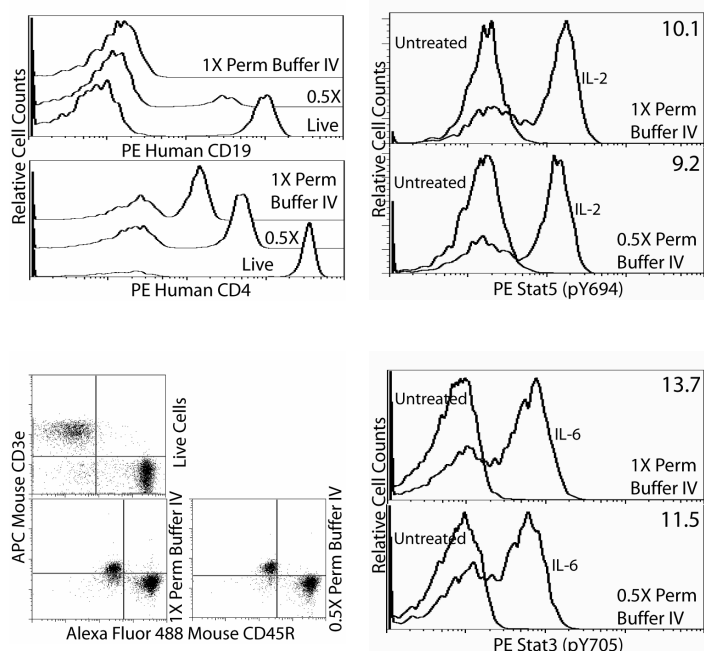 Relative Cell Counts
1X Perm Buffer IV
0.5X
Live
PE Human CD19
1X Perm
Buffer IV
0.5X
Live
PE Human CD4
Relative Cell Counts
Untreated
10.1
IL-2
1X Perm
Buffer IV
Untreated
9.2
IL-2
0.5X Perm
Buffer IV
PE Stat5 (pY694)
APC Mouse CD3e
Live Cells
1X Perm Buffer IV
0.5X Perm Buffer IV
Alexa Fluor 488 Mouse CD45R
Relative Cell Counts
Untreated
13.7
IL-6
1X Perm
Buffer IV
Untreated
11.5
IL-6
0.5X Perm
Buffer IV
PE Stat3 (pY705)